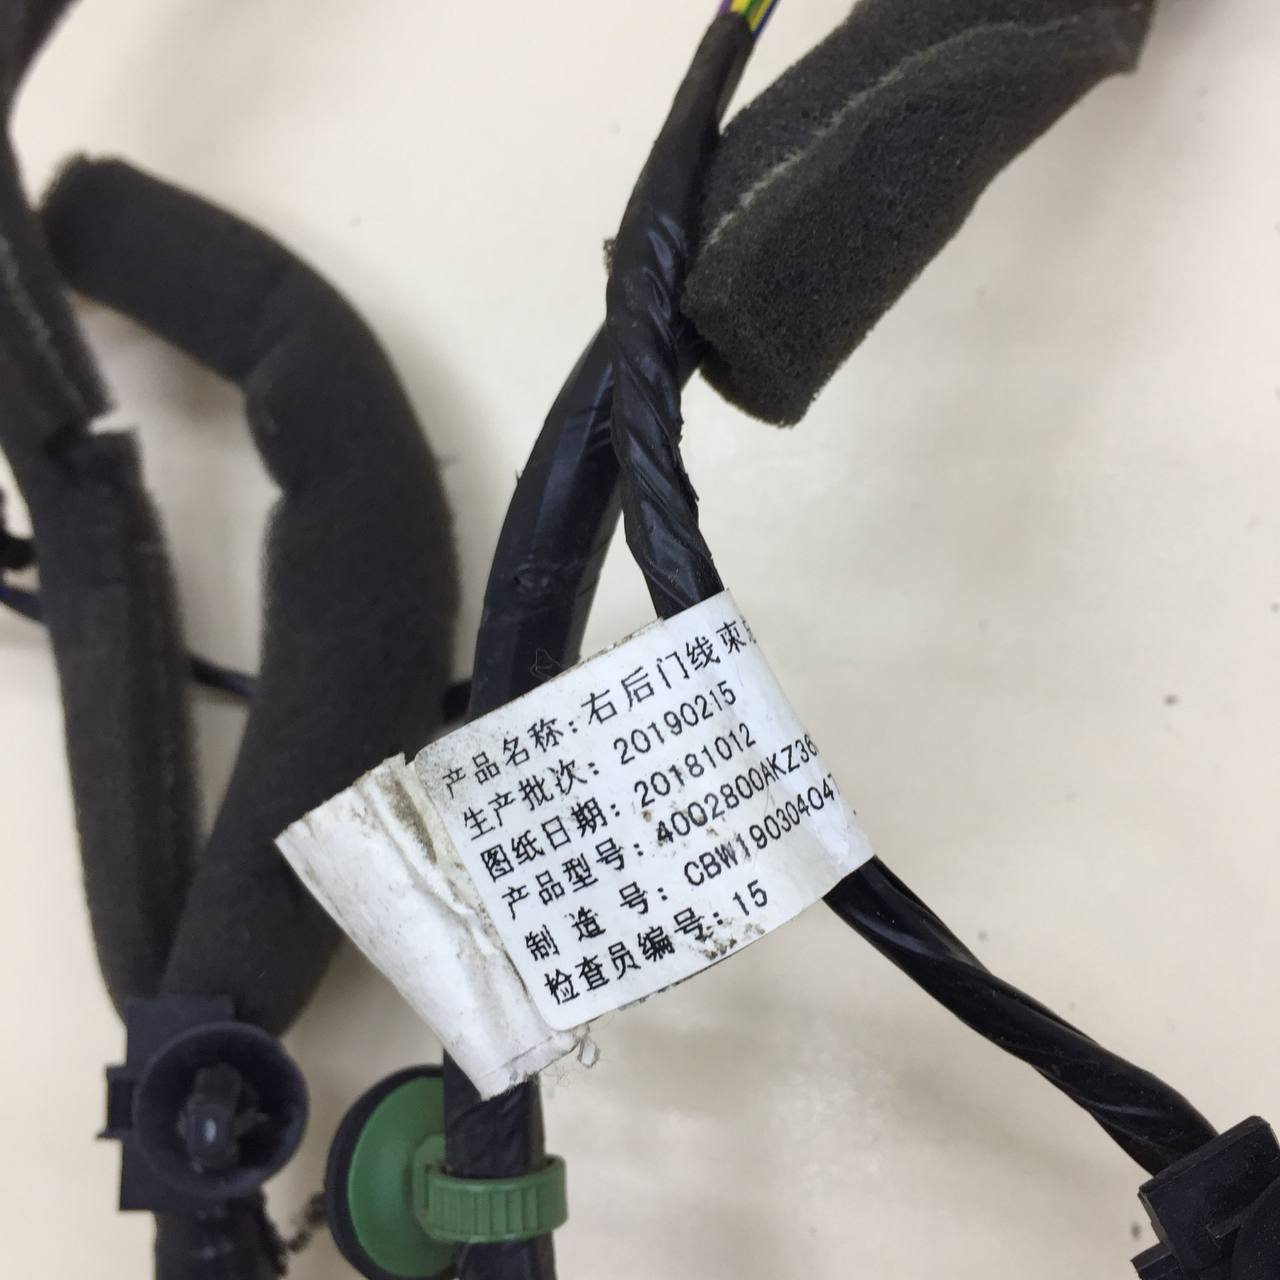 产品名称：右后门线束
生产批次：20190215
图纸日期：20181012
产品型号：4002800AKZ36
制 造 号：CBW19030404
检查员编号：15